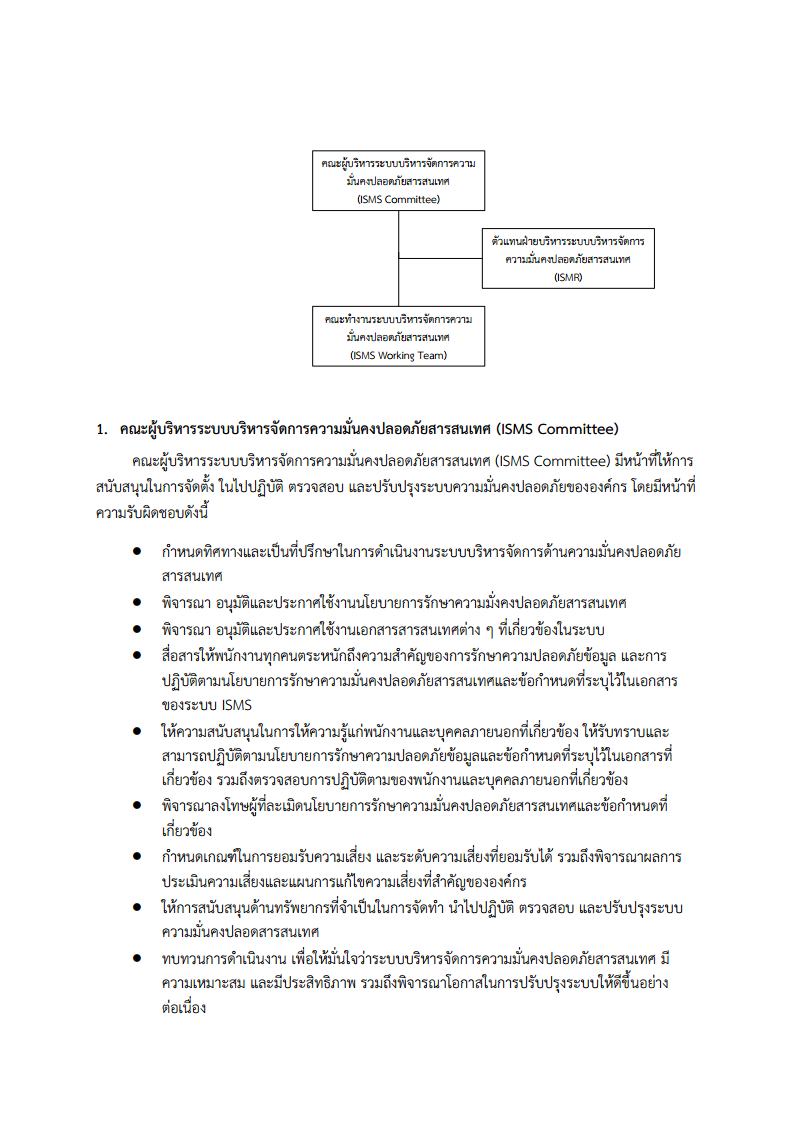 คณะผู้บริหารระบบบริหารจัดการความ
มั่นคงปลอดภัยสารสนเทศ
(ISMS Committee)
ตัวแทนฝ่ายบริหารระบบบริหารจัดการ
ความมั่นคงปลอดภัยสารสนเทศ
(ISMR)
คณะทำงานระบบบริหารจัดการความ
มั่นคงปลอดภัยสารสนเทศ
(ISMS Working Team)
1. คณะผู้บริหารระบบบริหารจัดการความมั่นคงปลอดภัยสารสนเทศ (ISMS Committee)
คณะผู้บริหารระบบบริหารจัดการความมั่นคงปลอดภัยสารสนเทศ (ISMS Committee) มีหน้าที่ให้การ
สนับสนุนในการจัดตั้ง ในไปปฏิบัติ ตรวจสอบ และปรับปรุงระบบความมั่นคงปลอดภัยขององค์กร โดยมีหน้าที่
ความรับผิดชอบดังนี้
● กำหนดทิศทางและเป็นที่ปรึกษาในการดำเนินงานระบบบริหารจัดการด้านความมั่นคงปลอดภัย
สารสนเทศ
● พิจารณา อนุมัติและประกาศใช้งานนโยบายการรักษาความมั่งคงปลอดภัยสารสนเทศ
● พิจารณา อนุมัติและประกาศใช้งานเอกสารสารสนเทศต่าง ๆ ที่เกี่ยวข้องในระบบ
● สื่อสารให้พนักงานทุกคนตระหนักถึงความสำคัญของการรักษาความปลอดภัยข้อมูล และการ
ปฏิบัติตามนโยบายการรักษาความมั่นคงปลอดภัยสารสนเทศและข้อกำหนดที่ระบุไว้ในเอกสาร
ของระบบ ISMS
● ให้ความสนับสนุนในการให้ความรู้แก่พนักงานและบุคคลภายนอกที่เกี่ยวข้อง ให้รับทราบและ
สามารถปฏิบัติตามนโยบายการรักษาความปลอดภัยข้อมูลและข้อกำหนดที่ระบุไว้ในเอกสารที่
เกี่ยวข้อง รวมถึงตรวจสอบการปฏิบัติตามของพนักงานและบุคคลภายนอกที่เกี่ยวข้อง
● พิจารณาลงโทษผู้ที่ละเมิดนโยบายการรักษาความมั่นคงปลอดภัยสารสนเทศและข้อกำหนดที่
เกี่ยวข้อง
● กำหนดเกณฑ์ในการยอมรับความเสี่ยง และระดับความเสี่ยงที่ยอมรับได้ รวมถึงพิจารณาผลการ
ประเมินความเสี่ยงและแผนการแก้ไขความเสี่ยงที่สำคัญขององค์กร
● ให้การสนับสนุนด้านทรัพยากรที่จำเป็นในการจัดทำ นำไปปฏิบัติ ตรวจสอบ และปรับปรุงระบบ
ความมั่นคงปลอดสารสนเทศ
● ทบทวนการดำเนินงาน เพื่อให้มั่นใจว่าระบบบริหารจัดการความมั่นคงปลอดภัยสารสนเทศ มี
ความเหมาะสม และมีประสิทธิภาพ รวมถึงพิจารณาโอกาสในการปรับปรุงระบบให้ดีขึ้นอย่าง
ต่อเนื่อง